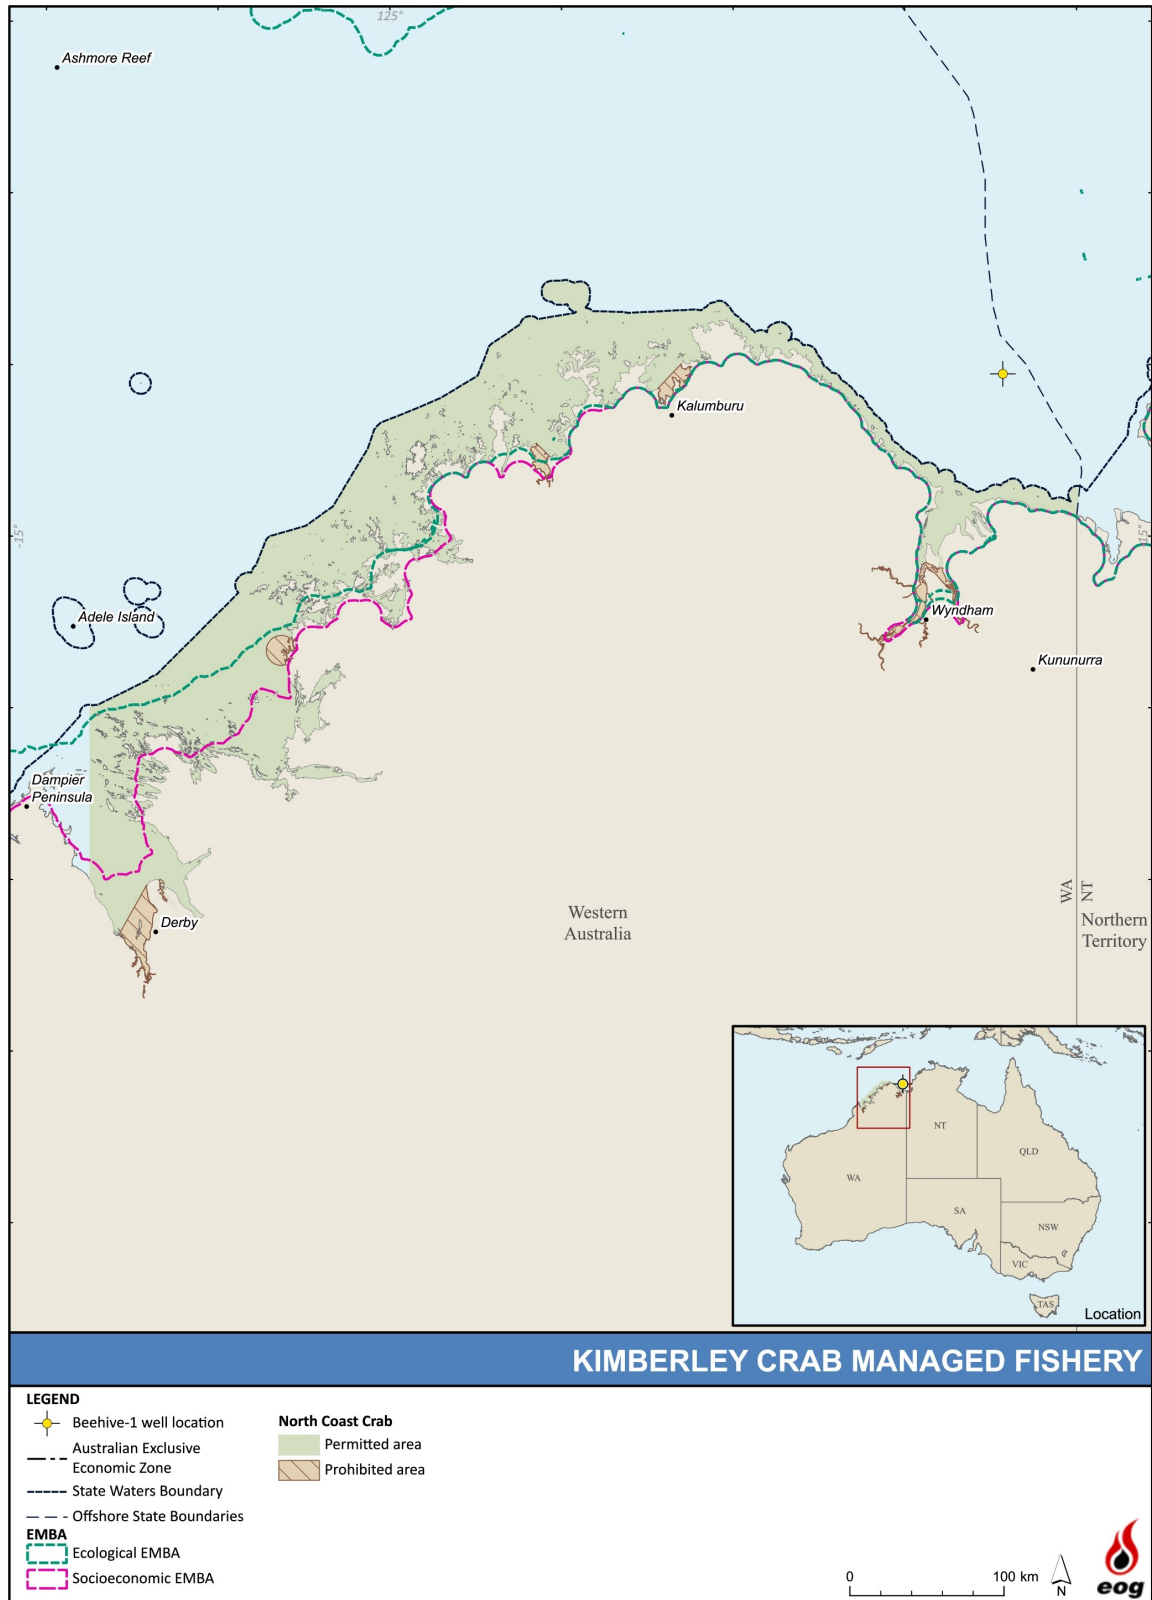 125°
Ashmore Reef
Kalumburu
-15°
15°
Adele Island
Wyndham
Kununurra
Dampier
Peninsula
Derby
WA
NT
Western
Australia
Northern
Territory
NT
QLD
WA
SA
NSW
VIC
TAS
Location
KIMBERLEY CRAB MANAGED FISHERY
LEGEND
Beehive-1 well location
Australian Exclusive
Economic Zone
State Waters Boundary
Offshore State Boundaries
EMBA
Ecological EMBA
Socioeconomic EMBA
North Coast Crab
Permitted area
Prohibited area
0
100 km
N
eog